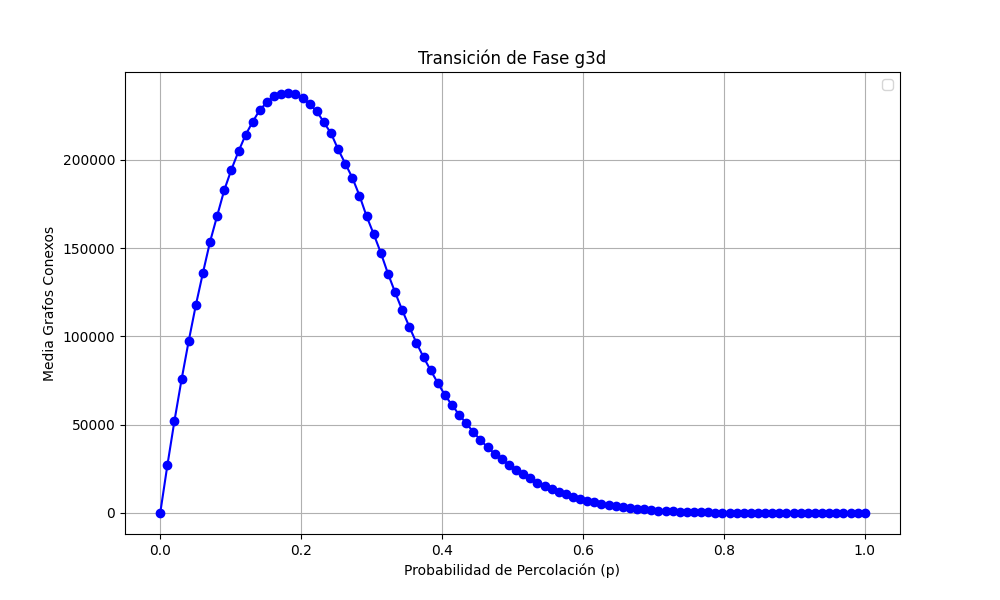 Transición de Fase g3d
Media Grafos Conexos
200000
150000
100000
50000
0
0.0 0.2 0.4 0.6 0.8 1.0
Probabilidad de Percolación (p)